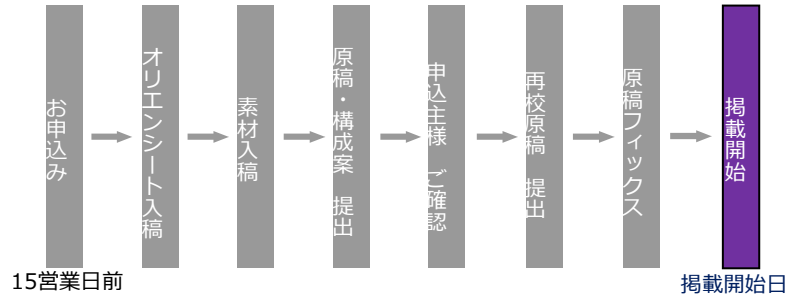 お申込み
オリエンシート入稿
素材入稿
原稿・構成案　提出
申込主様　ご確認
再校原稿　提出
原稿フィックス
掲載開始
15営業日前
掲載開始日